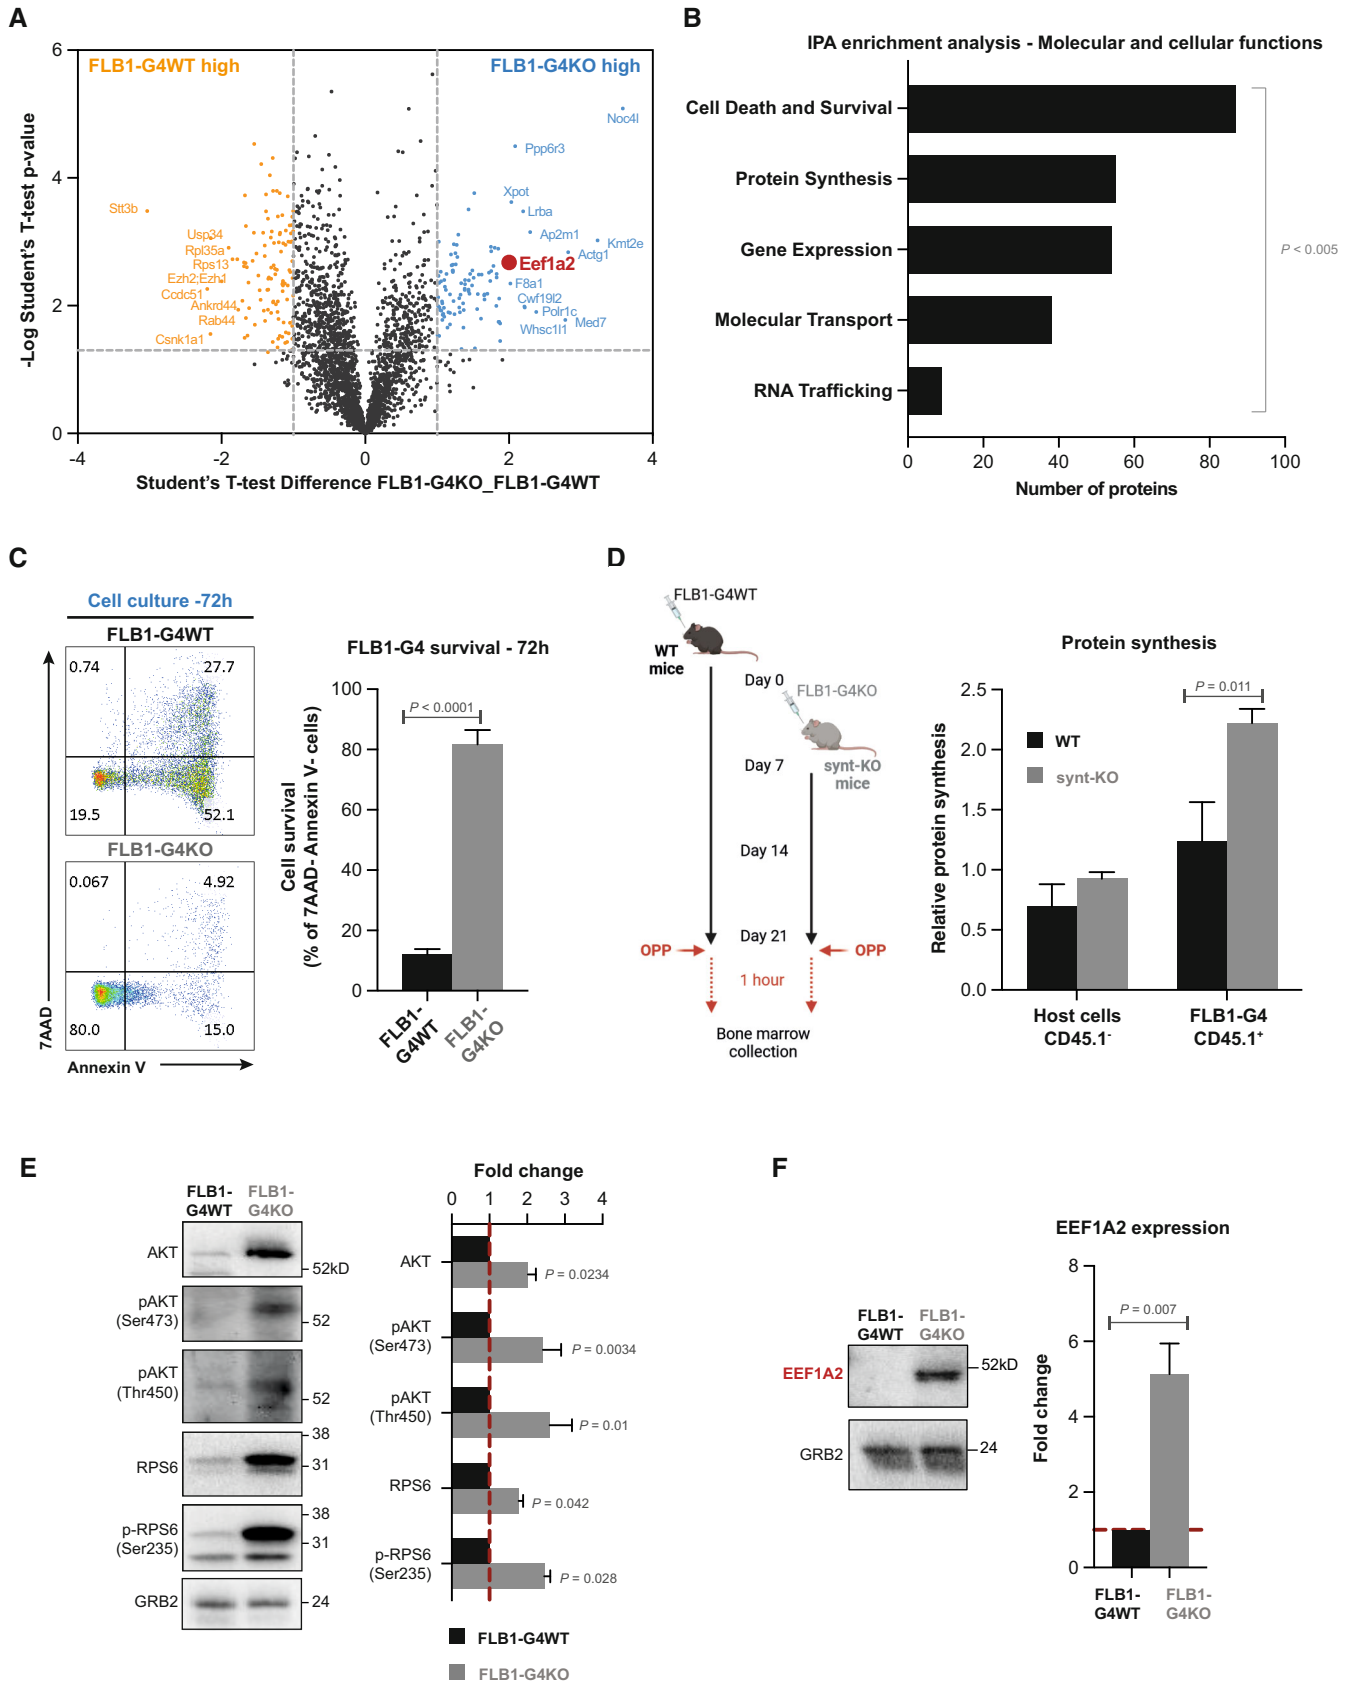 A
FLB1-G4WT high
FLB1-G4KO high
-Log Student's T-test p-value
6
4
2
0
-4
-2
0
2
4
Student's T-test Difference FLB1-G4KO_FLB1-G4WT
Stt3b
Usp34
Rpl35a
Rps13
Ezh2;Ezh1
Ccdc51
Ankrd44
Rab44
Csnk1a1
Noc4l
Ppp6r3
Xpot
Lrba
Ap2m1
Kmt2e
Actg1
Eef1a2
F8a1
Cwf19l2
Polr1c
Med7
Whsc1l1
B
IPA enrichment analysis - Molecular and cellular functions
Cell Death and Survival
Protein Synthesis
Gene Expression
Molecular Transport
RNA Trafficking
P < 0.005
0
20
40
60
80
100
Number of proteins
C
Cell culture -72h
FLB1-G4WT
0.74
27.7
19.5
52.1
FLB1-G4KO
0.067
4.92
80.0
15.0
7AAD
Annexin V
FLB1-G4 survival - 72h
Cell survival
(% of 7AAD- Annexin V- cells)
100
80
60
40
20
0
P < 0.0001
FLB1-
G4WT
FLB1-
G4KO
D
FLB1-G4WT
WT
mice
Day 0
FLB1-G4KO
synt-KO
mice
Day 7
Day 14
Day 21
OPP
OPP
1 hour
Bone marrow
collection
Protein synthesis
Relative protein synthesis
2.5
2.0
1.5
1.0
0.5
0.0
WT
synt-KO
P = 0.011
Host cells
CD45.1-
FLB1-G4
CD45.1+
E
FLB1-
G4WT
FLB1-
G4KO
AKT
52kD
pAKT
(Ser473)
52
pAKT
(Thr450)
52
RPS6
38
31
p-RPS6
(Ser235)
38
31
GRB2
24
Fold change
0
1
2
3
4
AKT
P = 0.0234
pAKT
(Ser473)
P = 0.0034
pAKT
(Thr450)
P = 0.01
RPS6
P = 0.042
p-RPS6
(Ser235)
P = 0.028
FLB1-G4WT
FLB1-G4KO
F
FLB1-
G4WT
FLB1-
G4KO
EEF1A2
52kD
GRB2
24
EEF1A2 expression
Fold change
8
6
4
2
0
P = 0.007
FLB1-
G4WT
FLB1-
G4KO